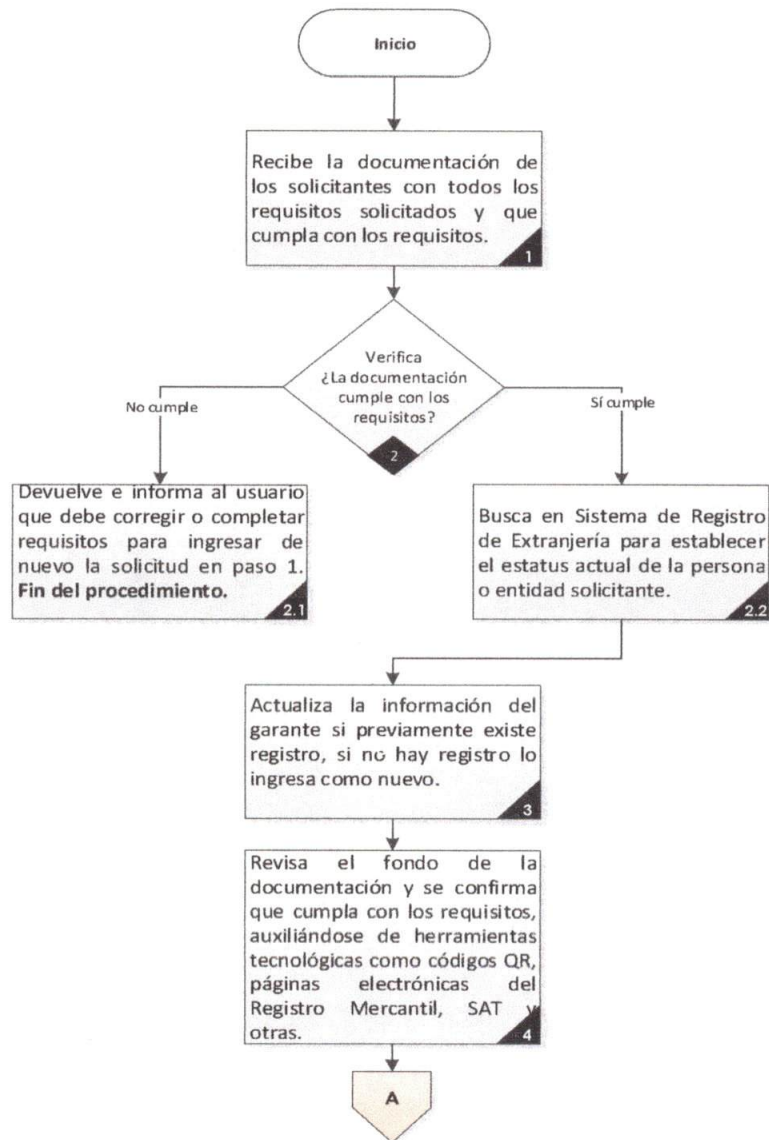 Inicio
Recibe la documentación de
los solicitantes con todos los
requisitos solicitados y que
cumpla con los requisitos.
1
Verifica
¿La documentación
cumple con los
requisitos?
2
No cumple
Sí cumple
Devuelve e informa al usuario
que debe corregir o completar
requisitos para ingresar de
nuevo la solicitud en paso 1.
Fin del procedimiento.
2.1
Busca en Sistema de Registro
de Extranjería para establecer
el estatus actual de la persona
o entidad solicitante.
2.2
Actualiza la información del
garante si previamente existe
registro, si no hay registro lo
ingresa como nuevo.
3
Revisa el fondo de la
documentación y se confirma
que cumpla con los requisitos,
auxiliándose de herramientas
tecnológicas como códigos QR,
páginas electrónicas del
Registro Mercantil, SAT y
otras.
4
A